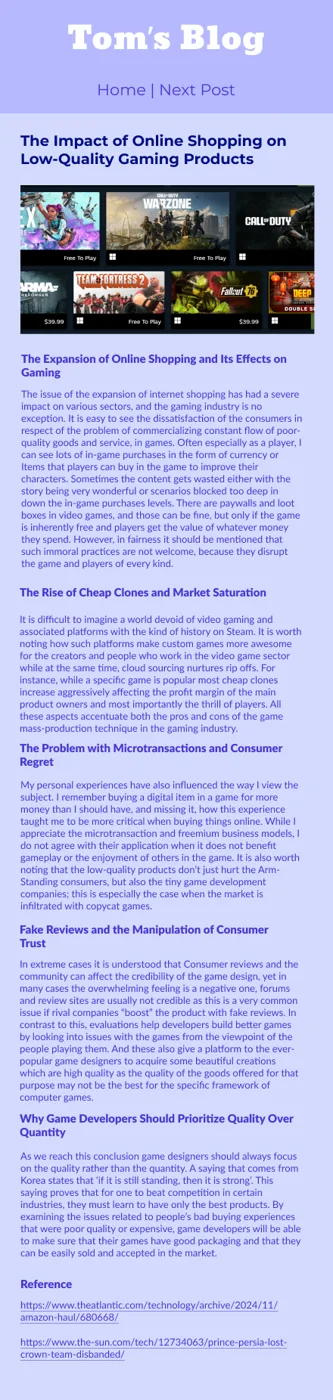 Tom's Blog
Home | Next Post
The Impact of Online Shopping on
Low-Quality Gaming Products
CALL OF DUTY
WARZONE
CALL OF DUTY
Free To Play
Free To Play
ARMA
TEAM FORTRESS 2
Fallout 76
DEEP
DOUBLE
$39.99
Free To Play
$39.99
The Expansion of Online Shopping and Its Effects on
Gaming
The issue of the expansion of internet shopping has had a severe
impact on various sectors, and the gaming industry is no
exception. It is easy to see the dissatisfaction of the consumers in
respect of the problem of commercializing constant flow of poor-
quality goods and service, in games. Often especially as a player, I
can see lots of in-game purchases in the form of currency or
Items that players can buy in the game to improve their
characters. Sometimes the content gets wasted either with the
story being very wonderful or scenarios blocked too deep in
down the in-game purchases levels. There are paywalls and loot
boxes in video games, and those can be fine, but only if the game
is inherently free and players get the value of whatever money
they spend. However, in fairness it should be mentioned that
such immoral practices are not welcome, because they disrupt
the game and players of every kind.
The Rise of Cheap Clones and Market Saturation
It is difficult to imagine a world devoid of video gaming and
associated platforms with the kind of history on Steam. It is worth
noting how such platforms make custom games more awesome
for the creators and people who work in the video game sector
while at the same time, cloud sourcing nurtures rip offs. For
instance, while a specific game is popular most cheap clones
increase aggressively affecting the profit margin of the main
product owners and most importantly the thrill of players. All
these aspects accentuate both the pros and cons of the game
mass-production technique in the gaming industry.
The Problem with Microtransactions and Consumer
Regret
My personal experiences have also influenced the way I view the
subject. I remember buying a digital item in a game for more
money than I should have, and missing it, how this experience
taught me to be more critical when buying things online. While I
appreciate the microtransaction and freemium business models, I
do not agree with their application when it does not benefit
gameplay or the enjoyment of others in the game. It is also worth
noting that the low-quality products don't just hurt the Arm-
Standing consumers, but also the tiny game development
companies; this is especially the case when the market is
infiltrated with copycat games.
Fake Reviews and the Manipulation of Consumer
Trust
In extreme cases it is understood that Consumer reviews and the
community can affect the credibility of the game design, yet in
many cases the overwhelming feeling is a negative one, forums
and review sites are usually not credible as this is a very common
issue if rival companies "boost" the product with fake reviews. In
contrast to this, evaluations help developers build better games
by looking into issues with the games from the viewpoint of the
people playing them. And these also give a platform to the ever-
popular game designers to acquire some beautiful creations
which are high quality as the quality of the goods offered for that
purpose may not be the best for the specific framework of
computer games.
Why Game Developers Should Prioritize Quality Over
Quantity
As we reach this conclusion game designers should always focus
on the quality rather than the quantity. A saying that comes from
Korea states that 'if it is still standing, then it is strong'. This
saying proves that for one to beat competition in certain
industries, they must learn to have only the best products. By
examining the issues related to people's bad buying experiences
that were poor quality or expensive, game developers will be able
to make sure that their games have good packaging and that they
can be easily sold and accepted in the market.
Reference
https://www.theatlantic.com/technology/archive/2024/11/
amazon-haul/680668/
https://www.the-sun.com/tech/12734063/prince-persia-lost-
crown-team-disbanded/